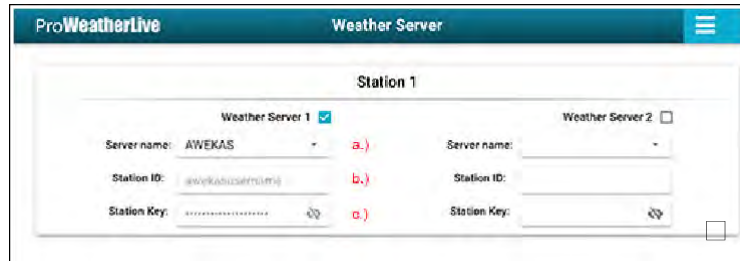 ProWeatherLive Weather Server
Station 1
Weather Server 1 Weather Server 2
Server name: AWEKAS a.) Server name:
Station ID: awekasusername b.) Station ID:
Station Key: .................... c.) Station Key: